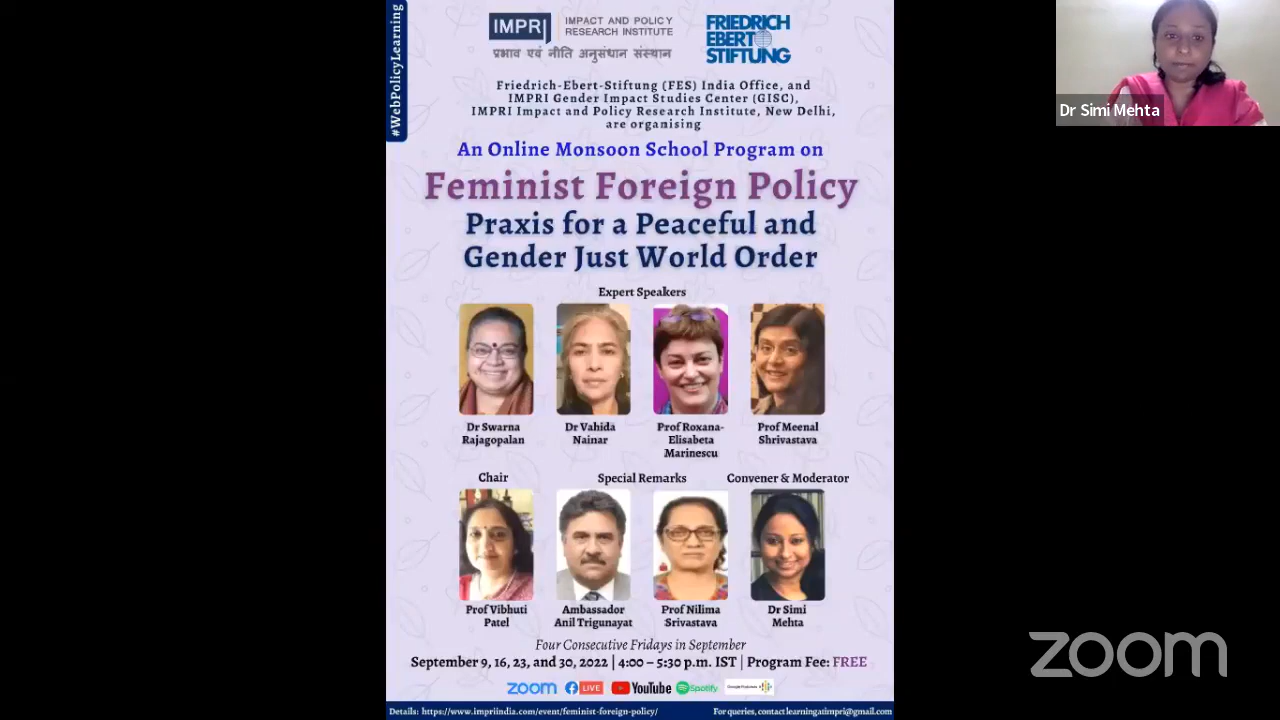 #WebPolicyLearning
IMPRI
IMPACT AND POLICY
RESEARCH INSTITUTE
प्रभाव एवं नीति अनुसंधान संस्थान
FRIEDRICH
EBERT
STIFTUNG
Friedrich-Ebert-Stiftung (FES) India Office, and
IMPRI Gender Impact Studies Center (GISC),
IMPRI Impact and Policy Research Institute, New Delhi,
are organising
An Online Monsoon School Program on
Feminist Foreign Policy
Praxis for a Peaceful and
Gender Just World Order
Expert Speakers
Dr Swarna
Rajagopalan
Dr Vahida
Nainar
Prof Roxana-
Elisabeta
Marinescu
Prof Meenal
Shrivastava
Chair
Special Remarks
Convener & Moderator
Prof Vibhuti
Patel
Ambassador
Anil Trigunayat
Prof Nilima
Srivastava
Dr Simi
Mehta
Four Consecutive Fridays in September
September 9, 16, 23, and 30, 2022 | 4:00 – 5:30 p.m. IST | Program Fee: FREE
zoom
LIVE
YouTube
Spotify
Google Podcasts
Details: https://www.impriindia.com/event/feminist-foreign-policy/
For queries, contact learningatimpri@gmail.com
Dr Simi Mehta
zoom